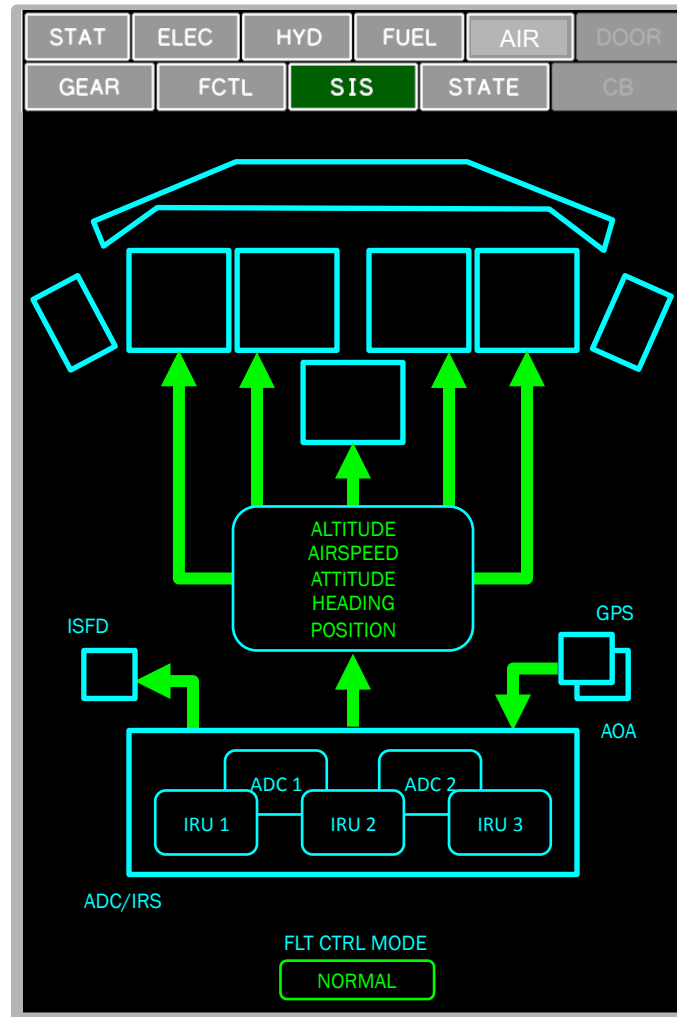 STAT ELEC HYD FUEL AIR DOOR
GEAR FCTL SIS STATE CB
ALTITUDE
AIRSPEED
ATTITUDE
HEADING
POSITION
ISFD
GPS
AOA
ADC 1 ADC 2
IRU 1 IRU 2 IRU 3
ADC/IRS
FLT CTRL MODE
NORMAL